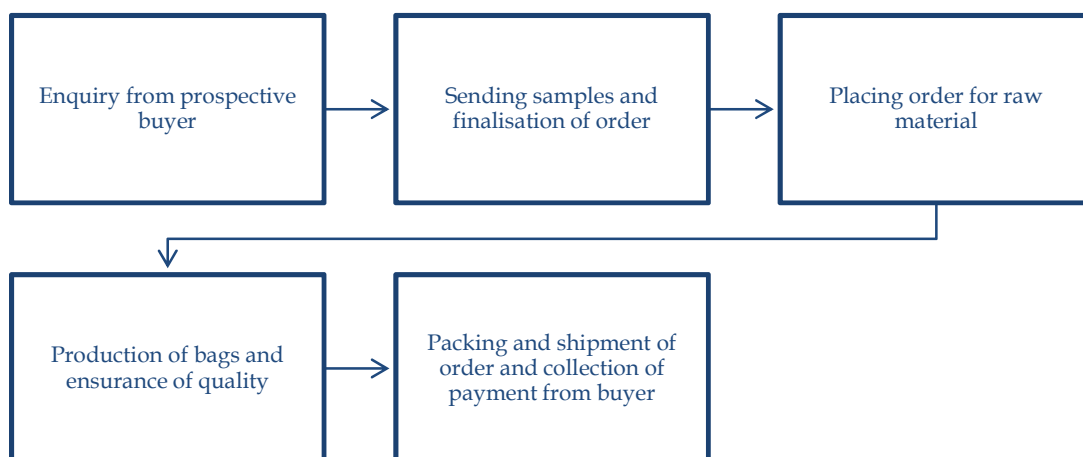 Enquiry from prospective
buyer
Sending samples and
finalisation of order
Placing order for raw
material
Production of bags and
ensurance of quality
Packing and shipment of
order and collection of
payment from buyer